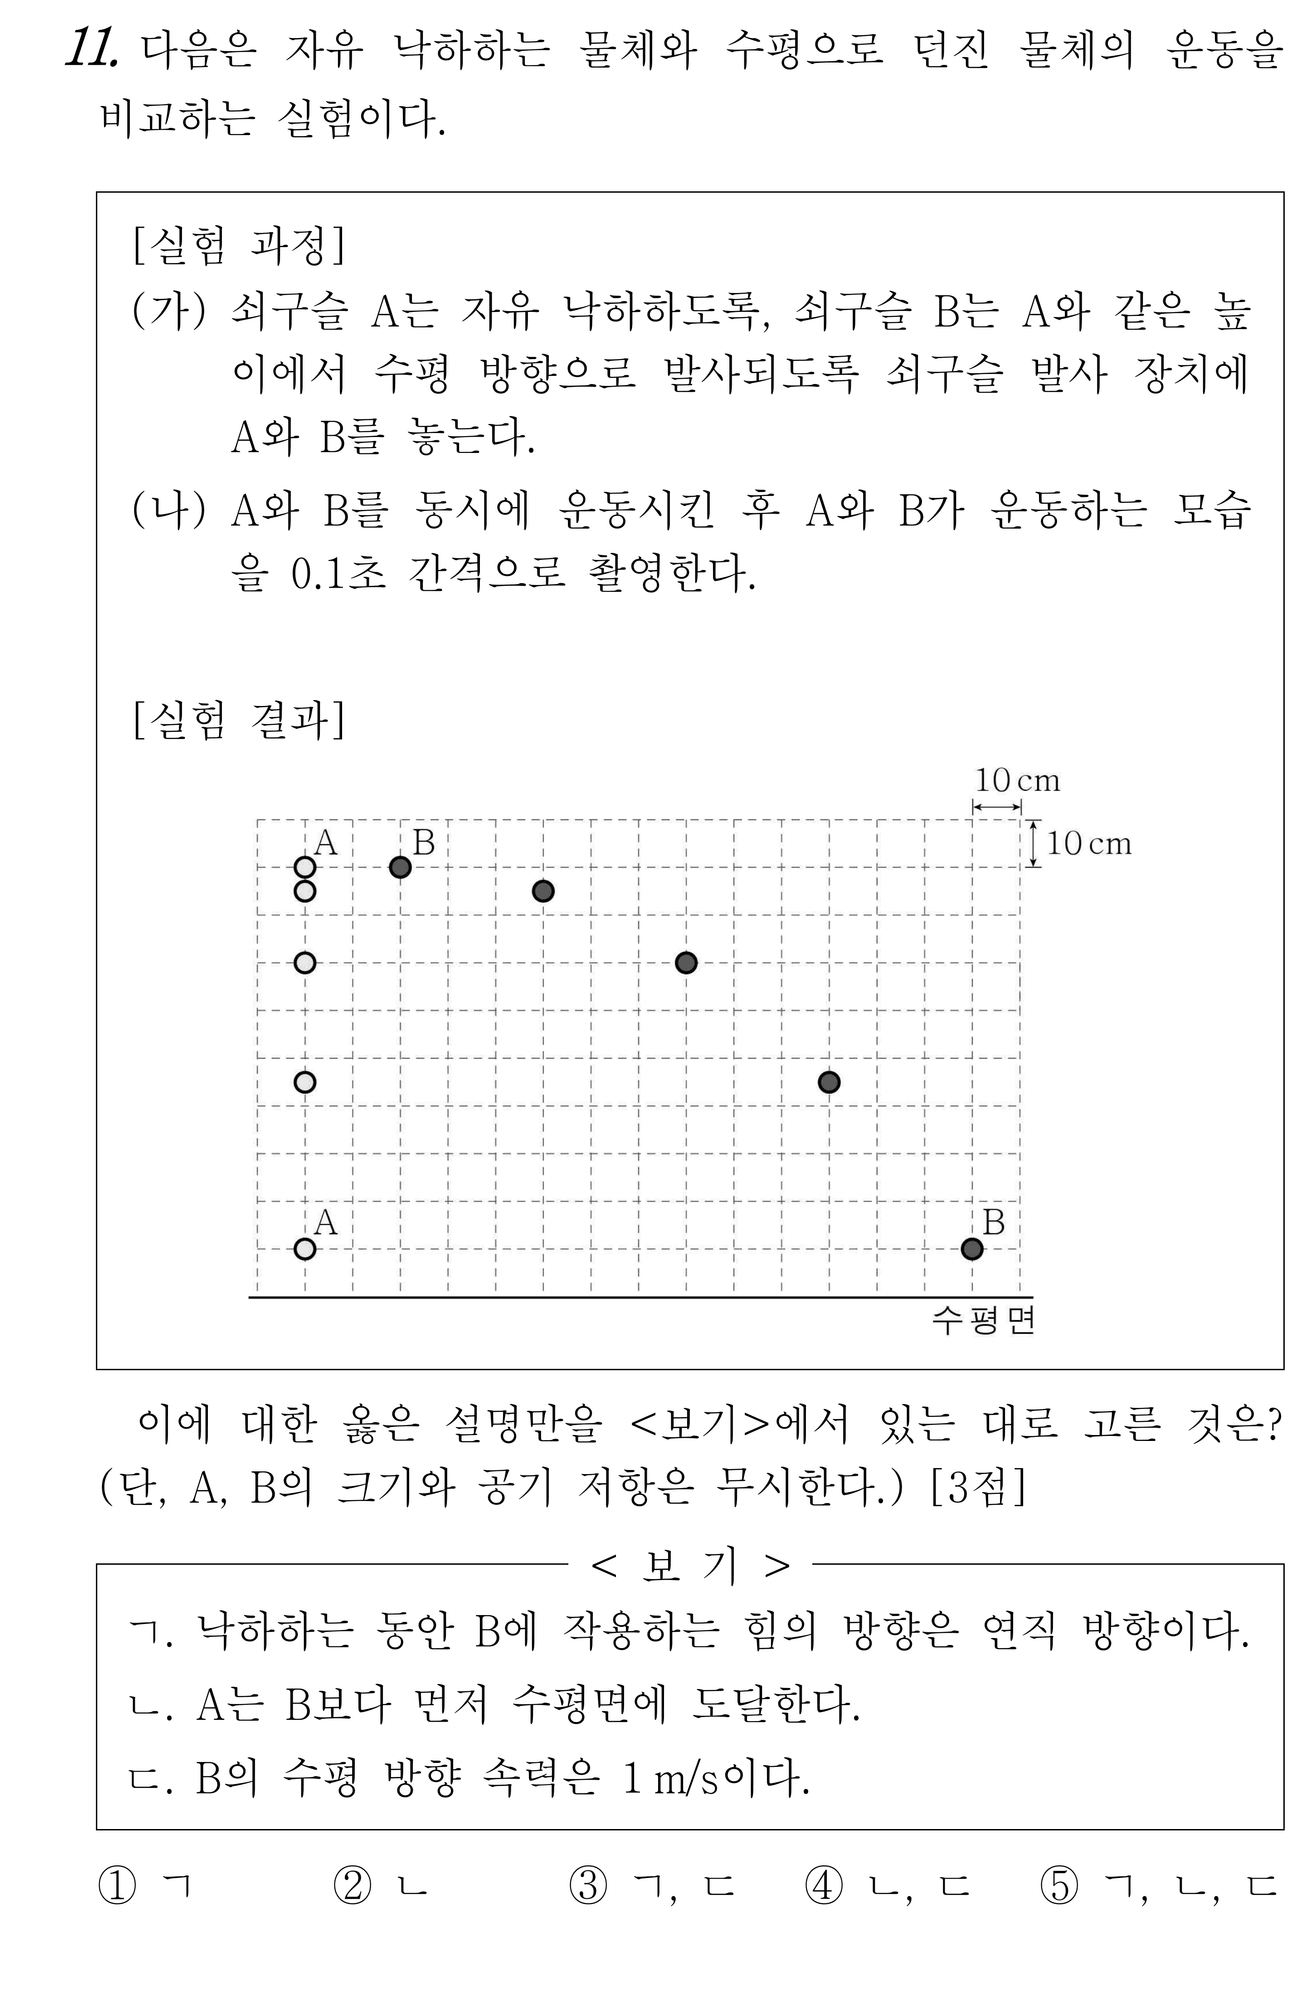 11. 다음은 자유 낙하하는 물체와 수평으로 던진 물체의 운동을
비교하는 실험이다.
[실험 과정]
(가) 쇠구슬 A는 자유 낙하하도록, 쇠구슬 B는 A와 같은 높
이에서 수평 방향으로 발사되도록 쇠구슬 발사 장치에
A와 B를 놓는다.
(나) A와 B를 동시에 운동시킨 후 A와 B가 운동하는 모습
을 0.1초 간격으로 촬영한다.
[실험 결과]
10 cm
A B
10 cm
A B
수평면
이에 대한 옳은 설명만을 <보기>에서 있는 대로 고른 것은?
(단, A, B의 크기와 공기 저항은 무시한다.) [3점]
< 보 기 >
ㄱ. 낙하하는 동안 B에 작용하는 힘의 방향은 연직 방향이다.
ㄴ. A는 B보다 먼저 수평면에 도달한다.
ㄷ. B의 수평 방향 속력은 1 m/s이다.
① ㄱ ② ㄴ ③ ㄱ, ㄷ ④ ㄴ, ㄷ ⑤ ㄱ, ㄴ, ㄷ